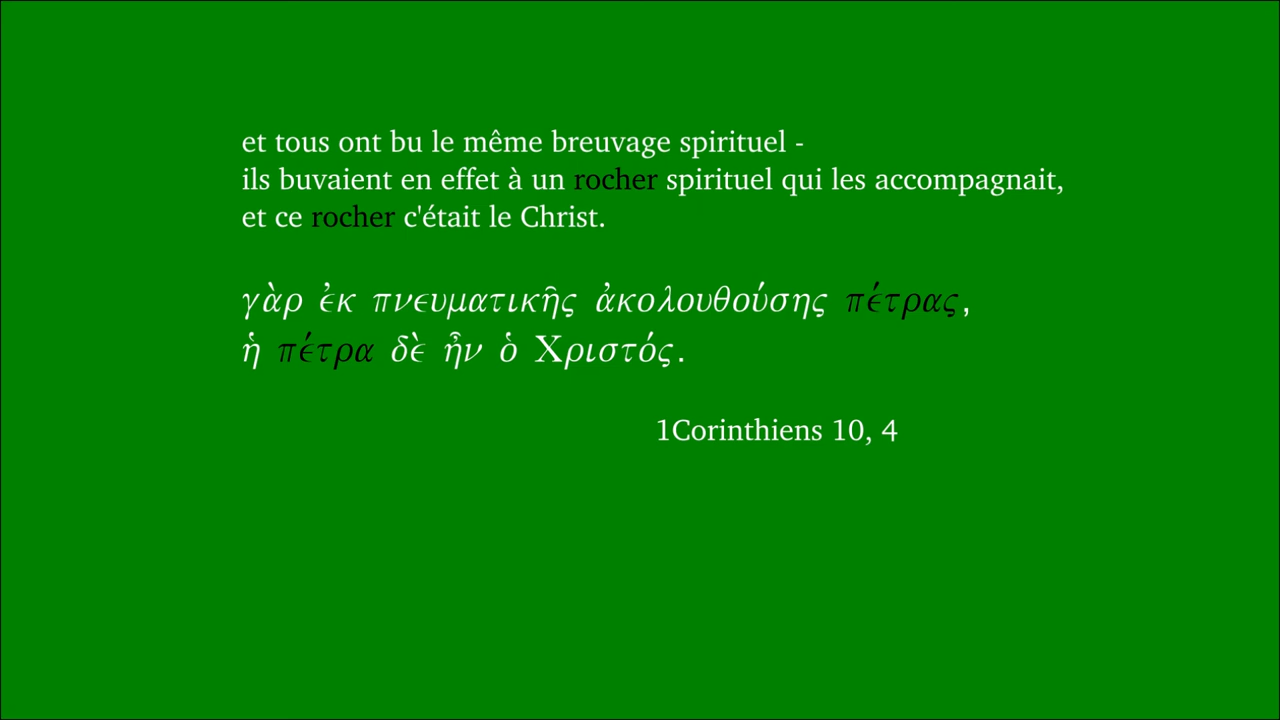 et tous ont bu le même breuvage spirituel -
ils buvaient en effet à un rocher spirituel qui les accompagnait,
et ce rocher c'était le Christ.
γὰρ ἐκ πνευματικῆς ἀκολουθούσης πέτρας,
ἡ πέτρα δὲ ἦν ὁ Χριστός.
1Corinthiens 10, 4